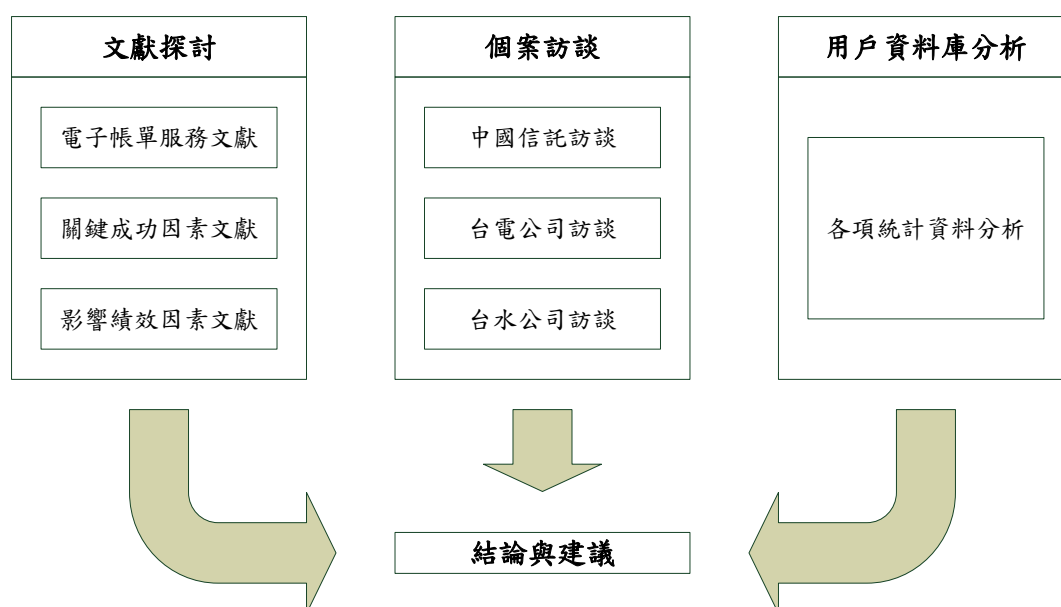 文獻探討
電子帳單服務文獻
關鍵成功因素文獻
影響績效因素文獻
個案訪談
中國信託訪談
台電公司訪談
台水公司訪談
用戶資料庫分析
各項統計資料分析
結論與建議